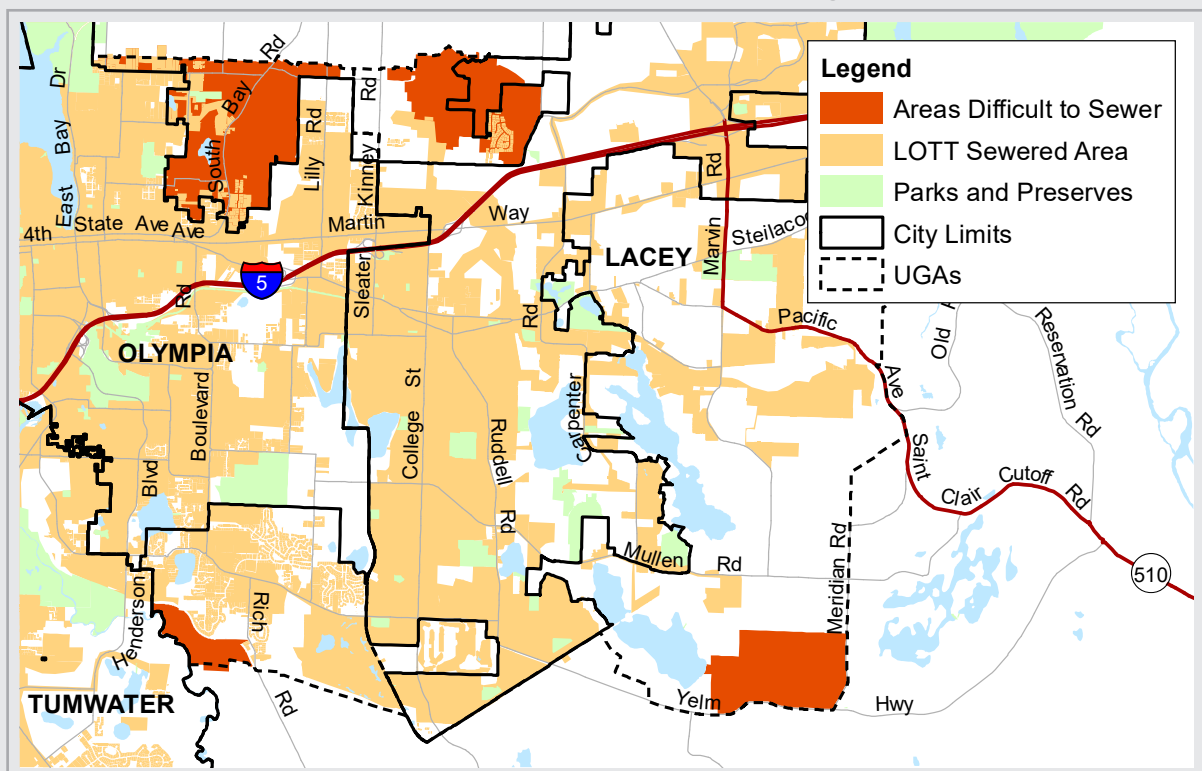 Legend
Areas Difficult to Sewer
LOTT Sewered Area
Parks and Preserves
City Limits
UGAs
Rd
Bay
South
East Bay Dr
Lilly Rd
Kinney Rd
4th
State Ave
Ave
Martin Way
Sleater
5
Rd
OLYMPIA
Boulevard
Blvd
College St
Ruddell Rd
Carpenter Rd
LACEY
Marvin Rd
Pacific Ave
Old
Reservation Rd
Saint Clair Cutoff Rd
510
Mullen Rd
Meridian Rd
Yelm Hwy
Henderson
Rich Rd
TUMWATER